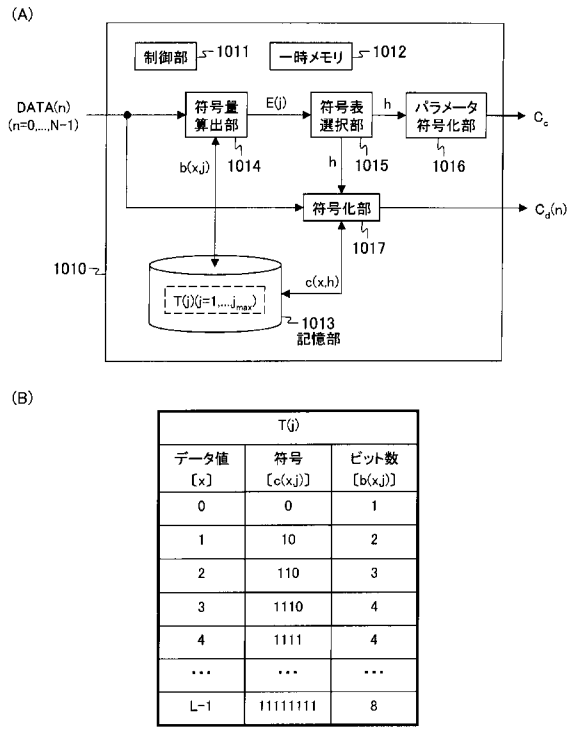 (A)
制御部 1011
一時メモリ 1012
DATA(n)
(n=0,...,N-1)
符号量
算出部
1014
E(j)
符号表
選択部
1015
h
パラメータ
符号化部
1016
C_c
b(x,j)
h
符号化部
1017
C_d(n)
1010
c(x,h)
T(j)(j=1,...,j_max)
1013
記憶部
(B)
T(j)
データ値 符号 ビット数
[x] [c(x,j)] [b(x,j)]
0 0 1
1 10 2
2 110 3
3 1110 4
4 1111 4
... ... ...
L-1 11111111 8